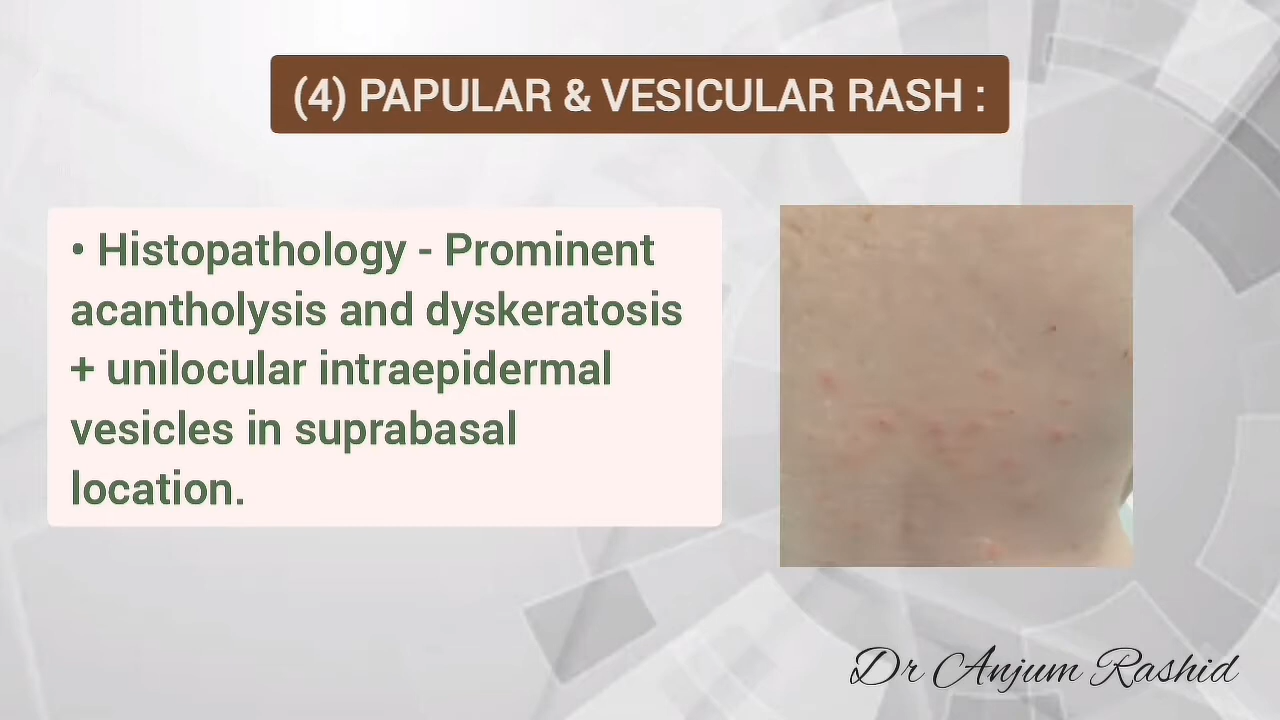 (4) PAPULAR & VESICULAR RASH :
• Histopathology - Prominent
acantholysis and dyskeratosis
+ unilocular intraepidermal
vesicles in suprabasal
location.
Dr Anjum Rashid